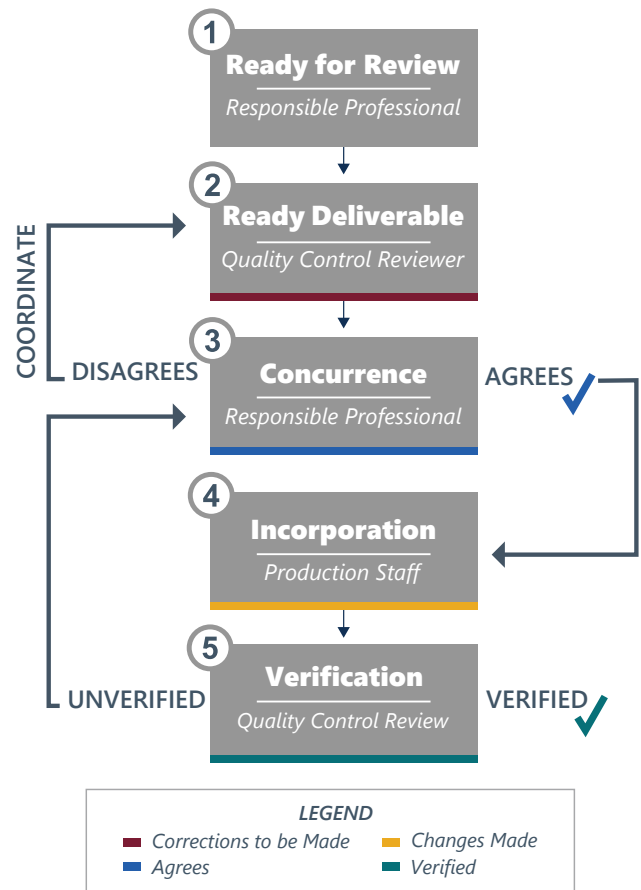 1
Ready for Review
Responsible Professional
2
Ready Deliverable
Quality Control Reviewer
COORDINATE
3
DISAGREES
Concurrence
AGREES
Responsible Professional
4
Incorporation
Production Staff
5
Verification
UNVERIFIED
VERIFIED
Quality Control Review
LEGEND
Corrections to be Made
Changes Made
Agrees
Verified